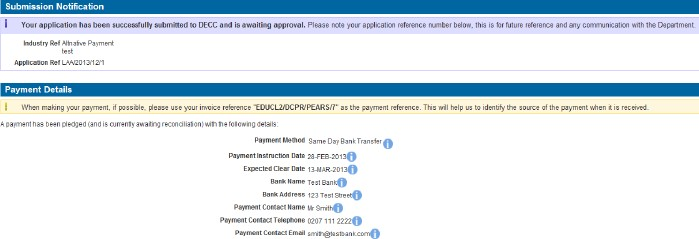 Submission Notification
Your application has been successfully submitted to DECC and is awaiting approval. Please note your application reference number below, this is for future reference and any communication with the Department.
Industry Ref Altnative Payment
test
Application Ref LAA/2013/12/1
Payment Details
When making your payment, if possible, please use your invoice reference "EDUCL2/DCPR/PEARS/7" as the payment reference. This will help us to identify the source of the payment when it is received.
A payment has been pledged (and is currently awaiting reconciliation) with the following details:
Payment Method Same Day Bank Transfer
Payment Instruction Date 28-FEB-2013
Expected Clear Date 13-MAR-2013
Bank Name Test Bank
Bank Address 123 Test Street
Payment Contact Name Mr Smith
Payment Contact Telephone 0207 111 2222
Payment Contact Email smith@testbank.com